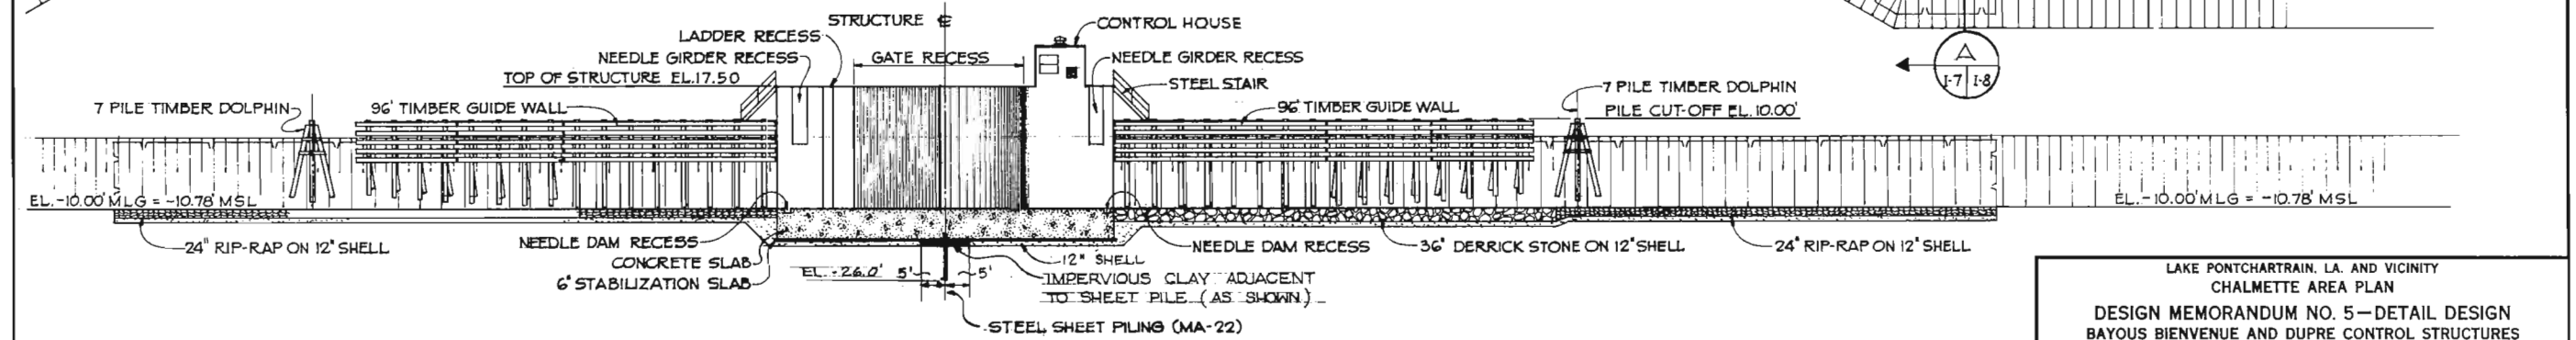 STRUCTURE ℄
CONTROL HOUSE
LADDER RECESS
NEEDLE GIRDER RECESS
GATE RECESS
NEEDLE GIRDER RECESS
TOP OF STRUCTURE EL.17.50
STEEL STAIR
7 PILE TIMBER DOLPHIN
96' TIMBER GUIDE WALL
96' TIMBER GUIDE WALL
7 PILE TIMBER DOLPHIN
PILE CUT-OFF EL. 10.00'
A
I-7 I-8
EL.-10.00' MLG = -10.78' MSL
EL.-10.00' MLG = -10.78' MSL
24" RIP-RAP ON 12" SHELL
NEEDLE DAM RECESS
CONCRETE SLAB
6" STABILIZATION SLAB
EL. -26.0' 5' 5'
12" SHELL
NEEDLE DAM RECESS
36" DERRICK STONE ON 12" SHELL
24" RIP-RAP ON 12" SHELL
IMPERVIOUS CLAY ADJACENT
TO SHEET PILE (AS SHOWN)
STEEL SHEET PILING (MA-22)
LAKE PONTCHARTRAIN, LA. AND VICINITY
CHALMETTE AREA PLAN
DESIGN MEMORANDUM NO. 5—DETAIL DESIGN
BAYOUS BIENVENUE AND DUPRE CONTROL STRUCTURES